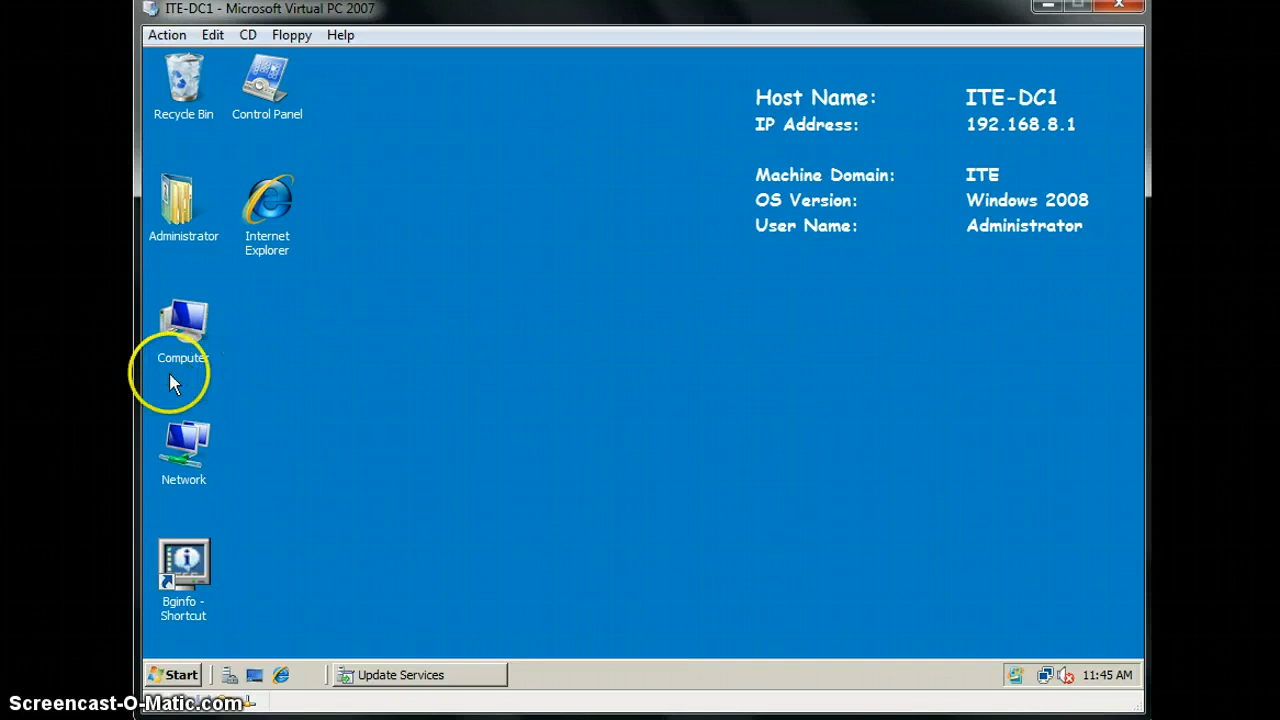 ITE-DC1 - Microsoft Virtual PC 2007
Action Edit CD Floppy Help
Recycle Bin
Control Panel
Host Name: ITE-DC1
IP Address: 192.168.8.1
Machine Domain: ITE
OS Version: Windows 2008
User Name: Administrator
Administrator
Internet
Explorer
Computer
Network
Bginfo -
Shortcut
Start Update Services 11:45 AM
Screencast-O-Matic.com